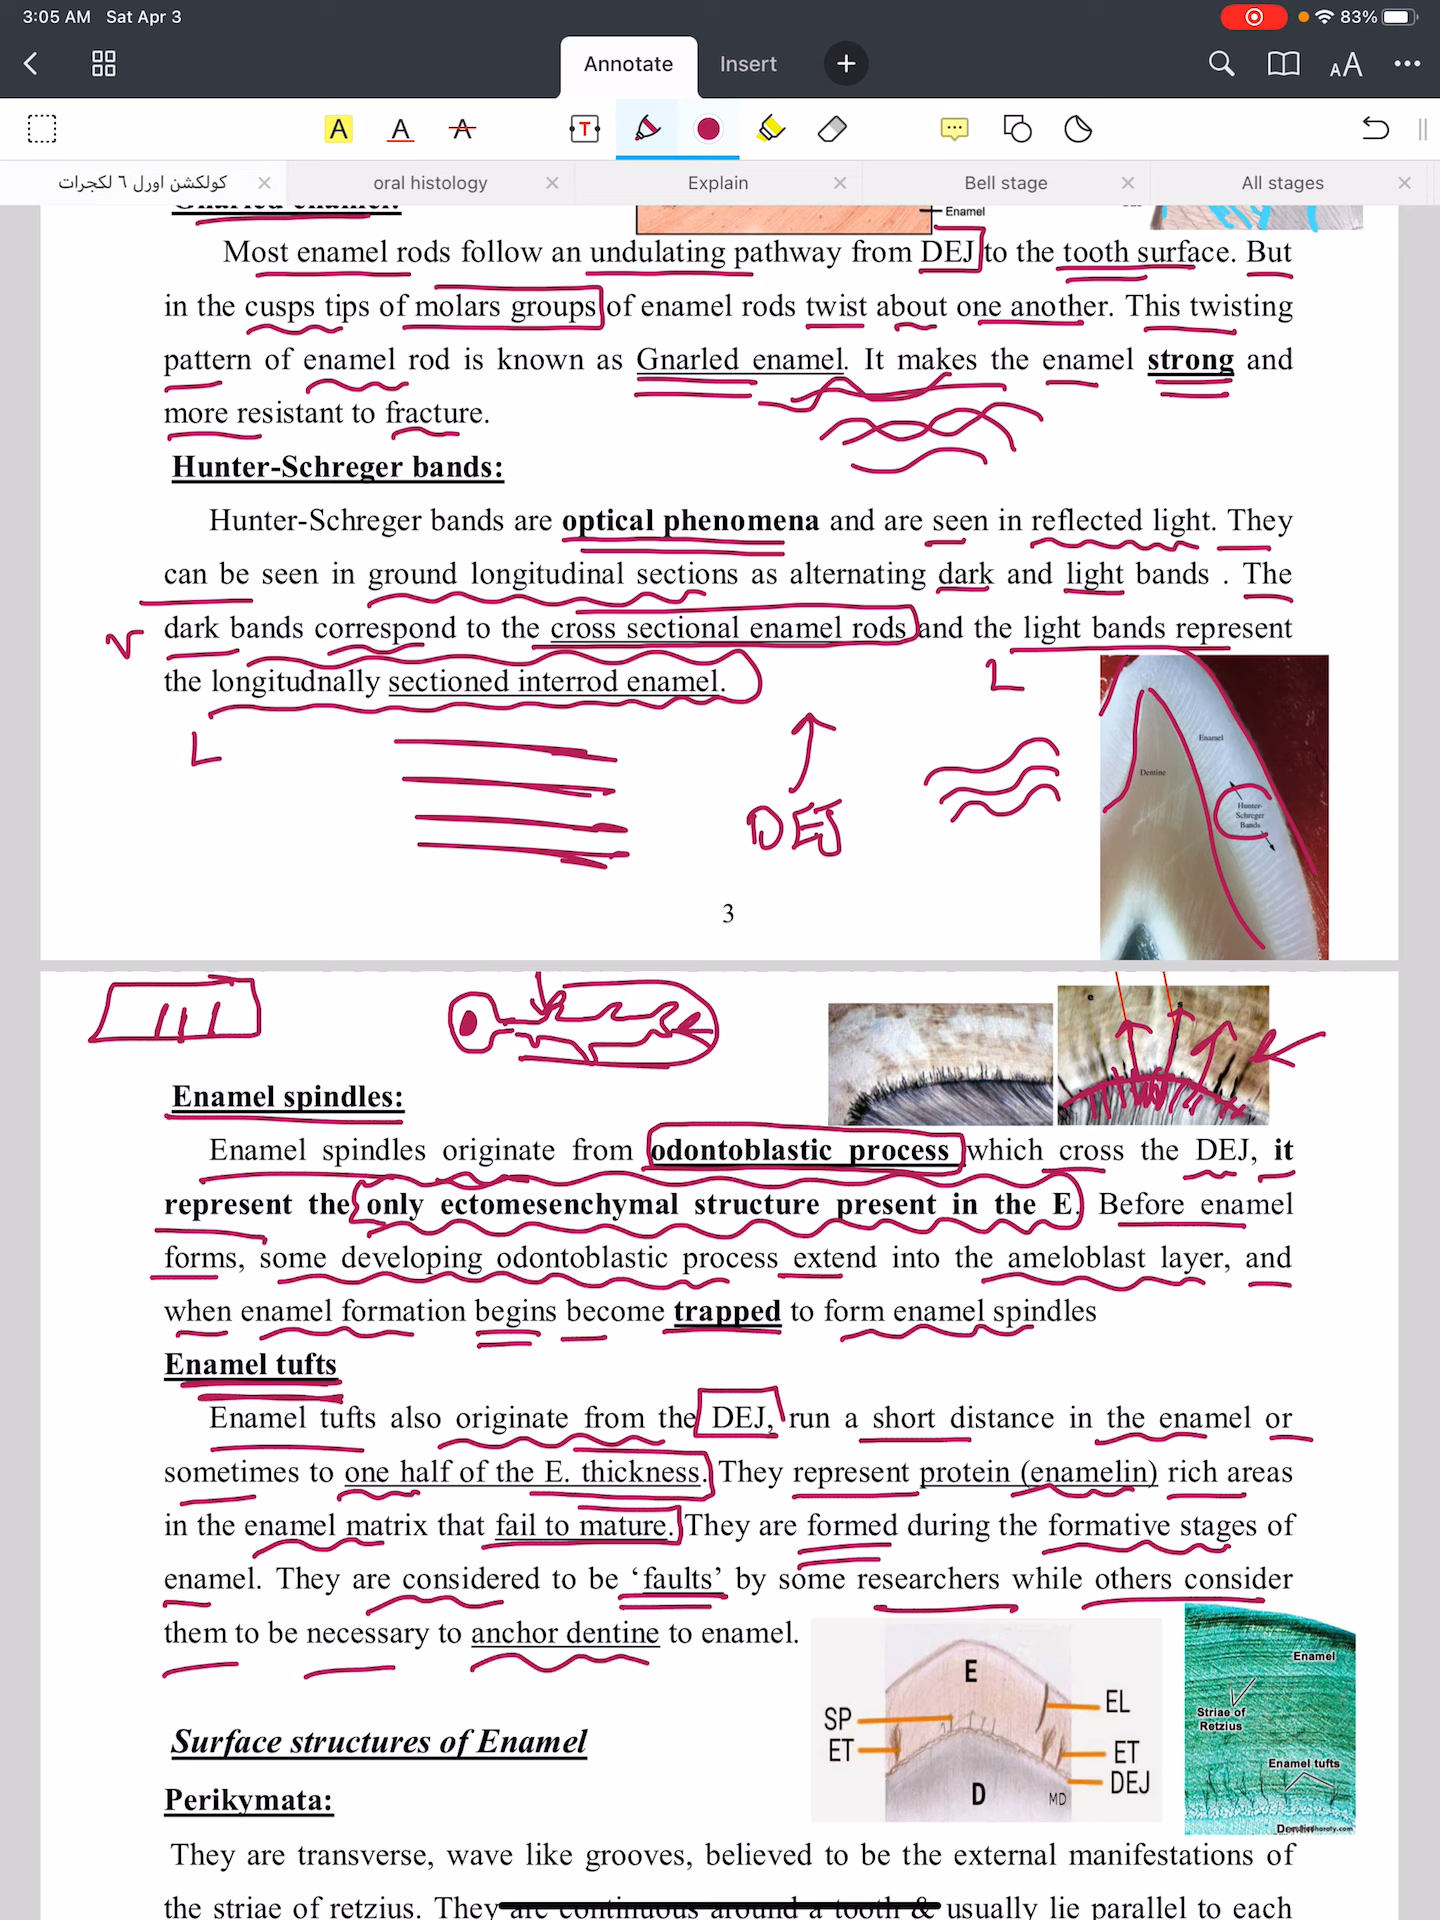 3:05 AM Sat Apr 3
83%
Annotate
Insert
AA
A A A T
كولكشن اورل ٦ لكجرات
oral histology
Explain
Bell stage
All stages
Gnarled enamel:
Enamel
Most enamel rods follow an undulating pathway from DEJ to the tooth surface. But
in the cusps tips of molars groups of enamel rods twist about one another. This twisting
pattern of enamel rod is known as Gnarled enamel. It makes the enamel strong and
more resistant to fracture.
Hunter-Schreger bands:
Hunter-Schreger bands are optical phenomena and are seen in reflected light. They
can be seen in ground longitudinal sections as alternating dark and light bands . The
dark bands correspond to the cross sectional enamel rods and the light bands represent
the longitudnally sectioned interrod enamel.
L
L
DEJ
Enamel
Dentine
Hunter-
Schreger
Bands
3
e
s
Enamel spindles:
Enamel spindles originate from odontoblastic process which cross the DEJ, it
represent the only ectomesenchymal structure present in the E. Before enamel
forms, some developing odontoblastic process extend into the ameloblast layer, and
when enamel formation begins become trapped to form enamel spindles
Enamel tufts
Enamel tufts also originate from the DEJ, run a short distance in the enamel or
sometimes to one half of the E. thickness. They represent protein (enamelin) rich areas
in the enamel matrix that fail to mature. They are formed during the formative stages of
enamel. They are considered to be ‘faults’ by some researchers while others consider
them to be necessary to anchor dentine to enamel.
E
SP
ET
EL
ET
DEJ
D
MD
Enamel
Striae of
Retzius
Enamel tufts
Surface structures of Enamel
Perikymata:
They are transverse, wave like grooves, believed to be the external manifestations of
the striae of retzius. They are continuous around a tooth & usually lie parallel to each